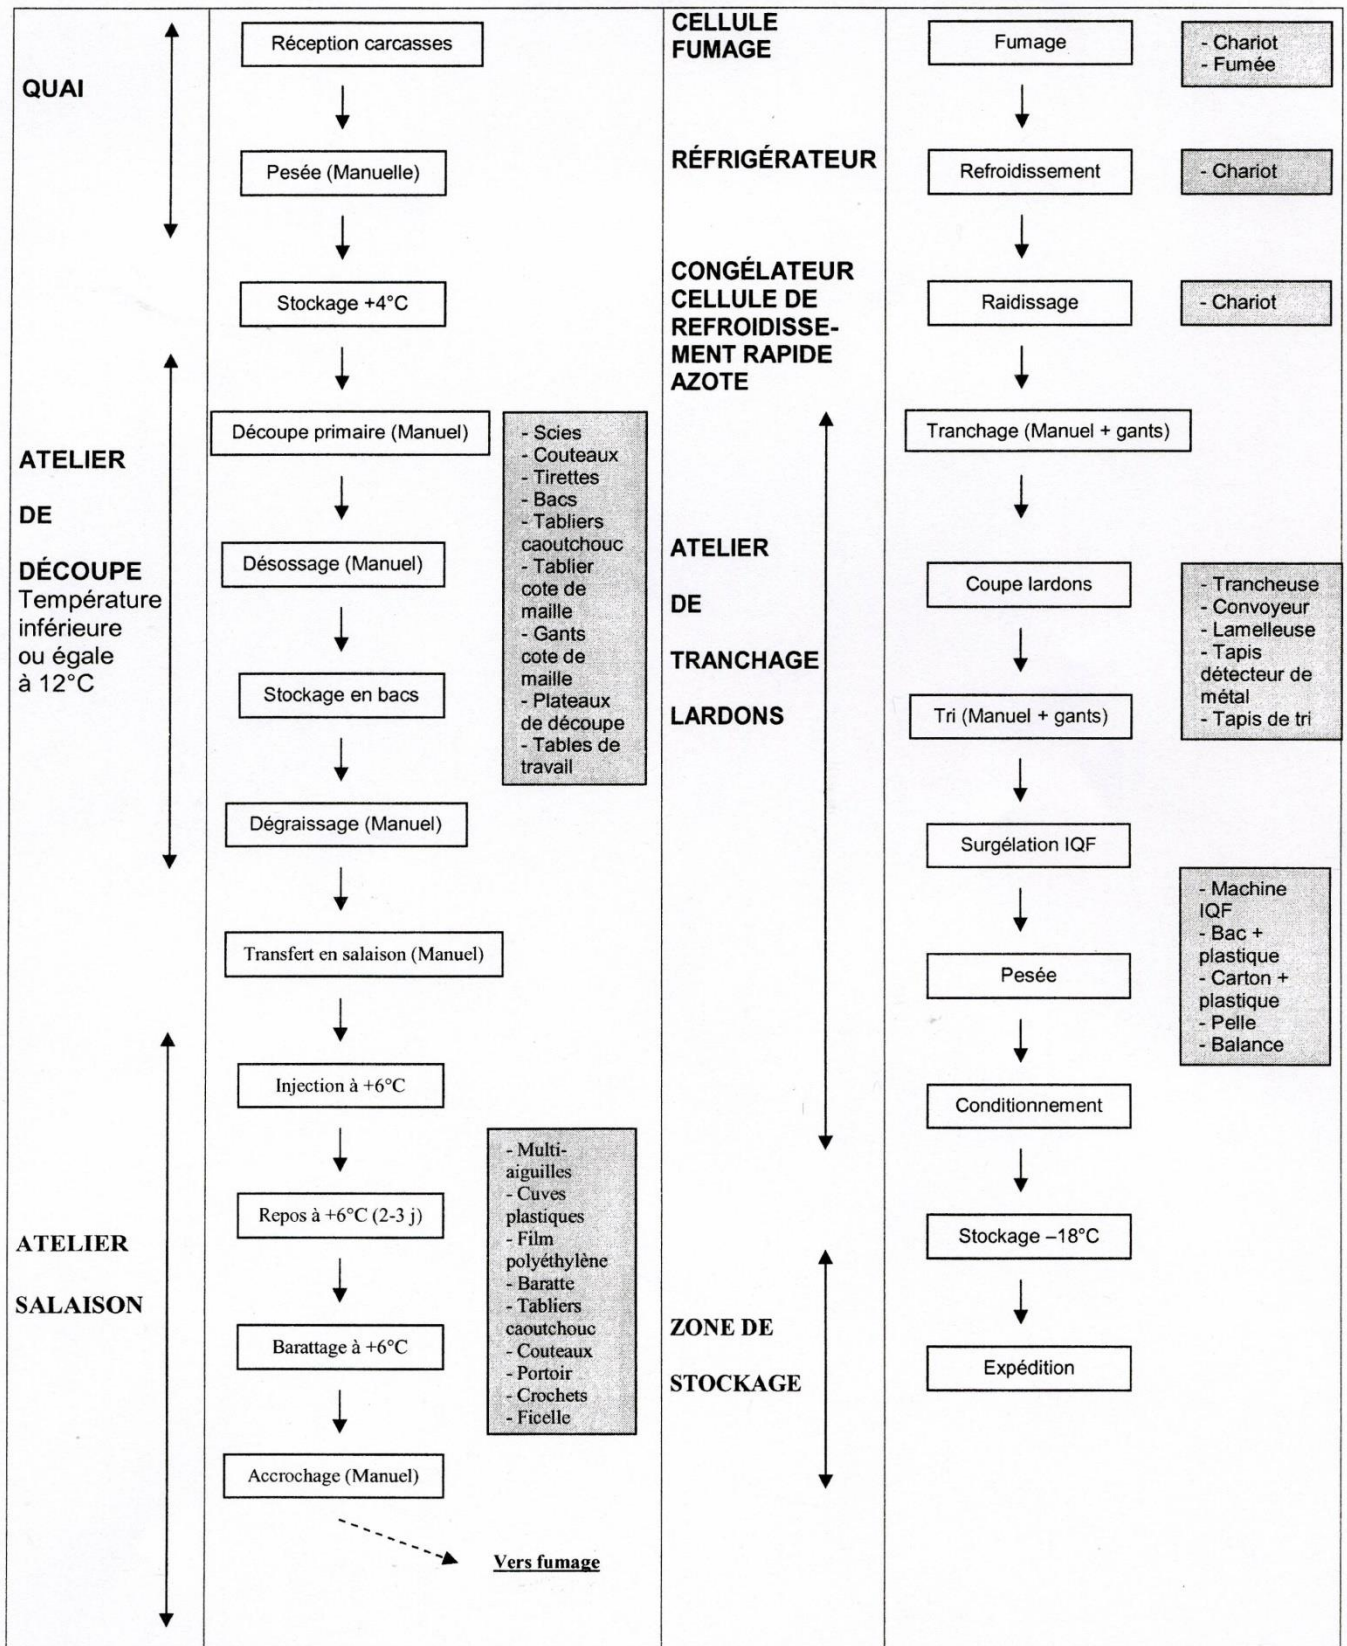 QUAI
Réception carcasses
Pesée (Manuelle)
Stockage +4°C
ATELIER
DE
DÉCOUPE
Température
inférieure
ou égale
à 12°C
Découpe primaire (Manuel)
Désossage (Manuel)
Stockage en bacs
Dégraissage (Manuel)
- Scies
- Couteaux
- Tirettes
- Bacs
- Tabliers
caoutchouc
- Tablier
cote de
maille
- Gants
cote de
maille
- Plateaux
de découpe
- Tables de
travail
Transfert en salaison (Manuel)
ATELIER
SALAISON
Injection à +6°C
Repos à +6°C (2-3 j)
Barattage à +6°C
Accrochage (Manuel)
- Multi-
aiguilles
- Cuves
plastiques
- Film
polyéthylène
- Baratte
- Tabliers
caoutchouc
- Couteaux
- Portoir
- Crochets
- Ficelle
Vers fumage
CELLULE
FUMAGE
Fumage
- Chariot
- Fumée
RÉFRIGÉRATEUR
Refroidissement
- Chariot
CONGÉLATEUR
CELLULE DE
REFROIDISSE-
MENT RAPIDE
AZOTE
Raidissage
- Chariot
ATELIER
DE
TRANCHAGE
LARDONS
Tranchage (Manuel + gants)
Coupe lardons
Tri (Manuel + gants)
- Trancheuse
- Convoyeur
- Lamelleuse
- Tapis
détecteur de
métal
- Tapis de tri
Surgélation IQF
Pesée
Conditionnement
- Machine
IQF
- Bac +
plastique
- Carton +
plastique
- Pelle
- Balance
ZONE DE
STOCKAGE
Stockage –18°C
Expédition